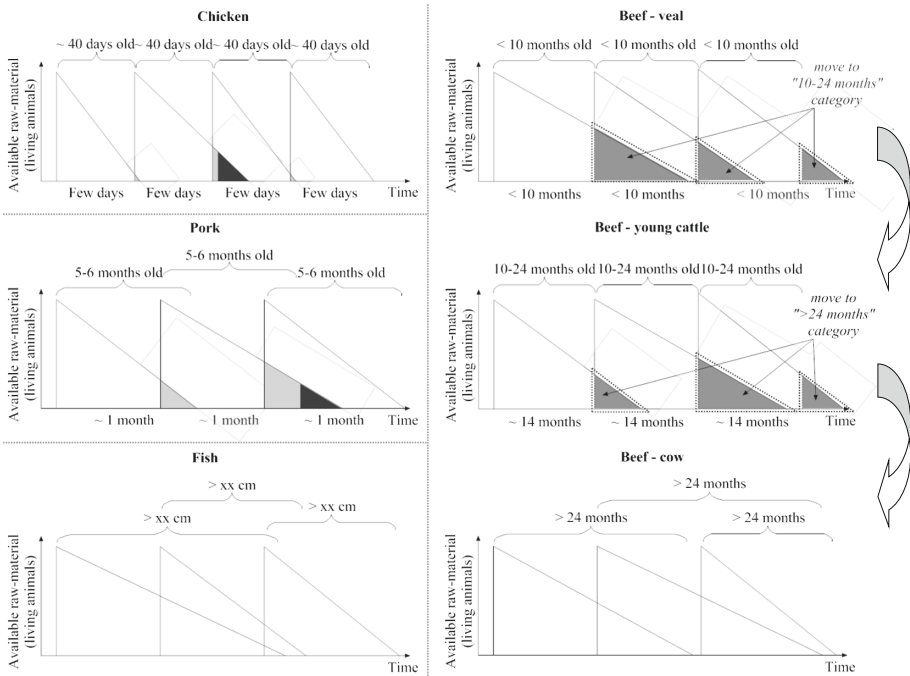 Chicken
~ 40 days old
~ 40 days old
~ 40 days old
~ 40 days old
Available raw-material
(living animals)
Few days
Few days
Few days
Few days
Time
Pork
5-6 months old
5-6 months old
5-6 months old
Available raw-material
(living animals)
~ 1 month
~ 1 month
~ 1 month
Time
Fish
> xx cm
> xx cm
> xx cm
Available raw-material
(living animals)
Time
Beef - veal
< 10 months old
< 10 months old
< 10 months old
move to
"10-24 months"
category
Available raw-material
(living animals)
< 10 months
< 10 months
< 10 months
Time
Beef - young cattle
10-24 months old
10-24 months old
10-24 months old
move to
">24 months"
category
Available raw-material
(living animals)
~ 14 months
~ 14 months
~ 14 months
Time
Beef - cow
> 24 months
> 24 months
> 24 months
Available raw-material
(living animals)
Time